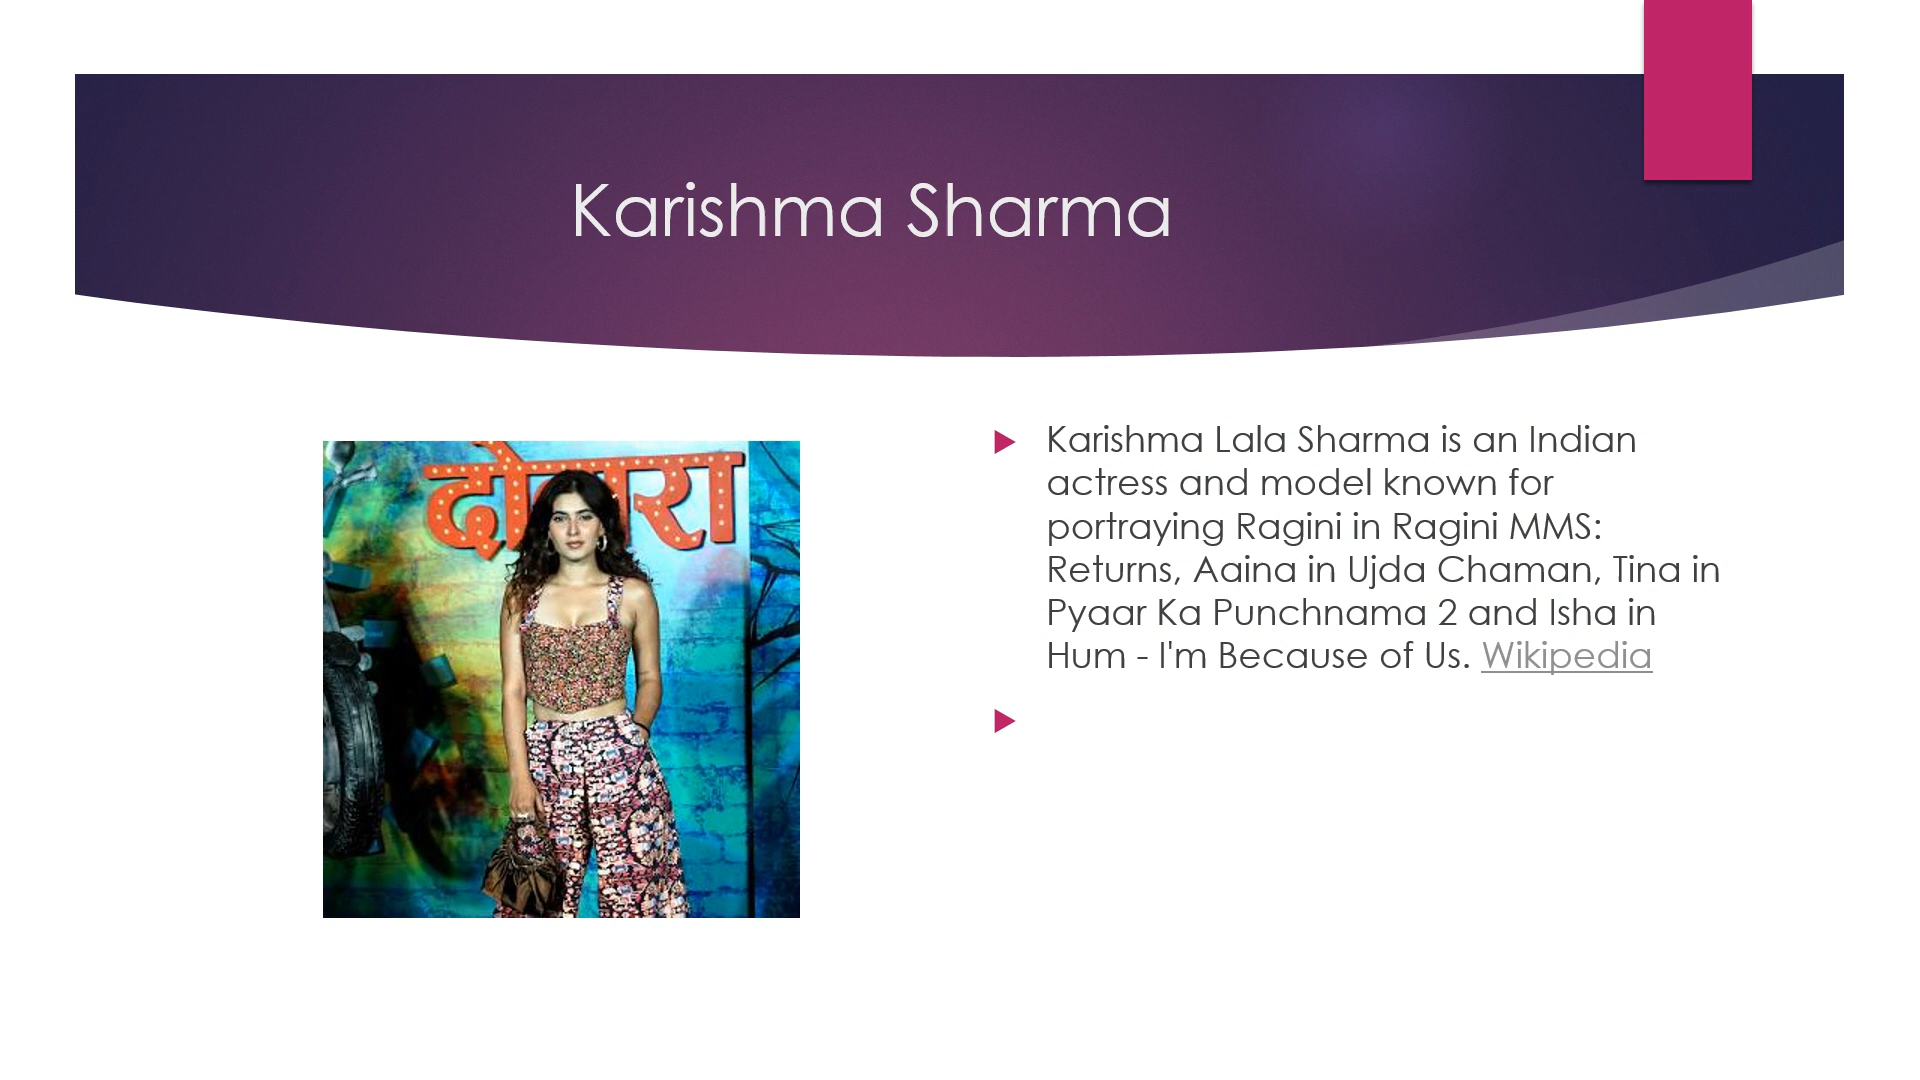 Karishma Sharma
दोबारा
Karishma Lala Sharma is an Indian
actress and model known for
portraying Ragini in Ragini MMS:
Returns, Aaina in Ujda Chaman, Tina in
Pyaar Ka Punchnama 2 and Isha in
Hum - I'm Because of Us. Wikipedia